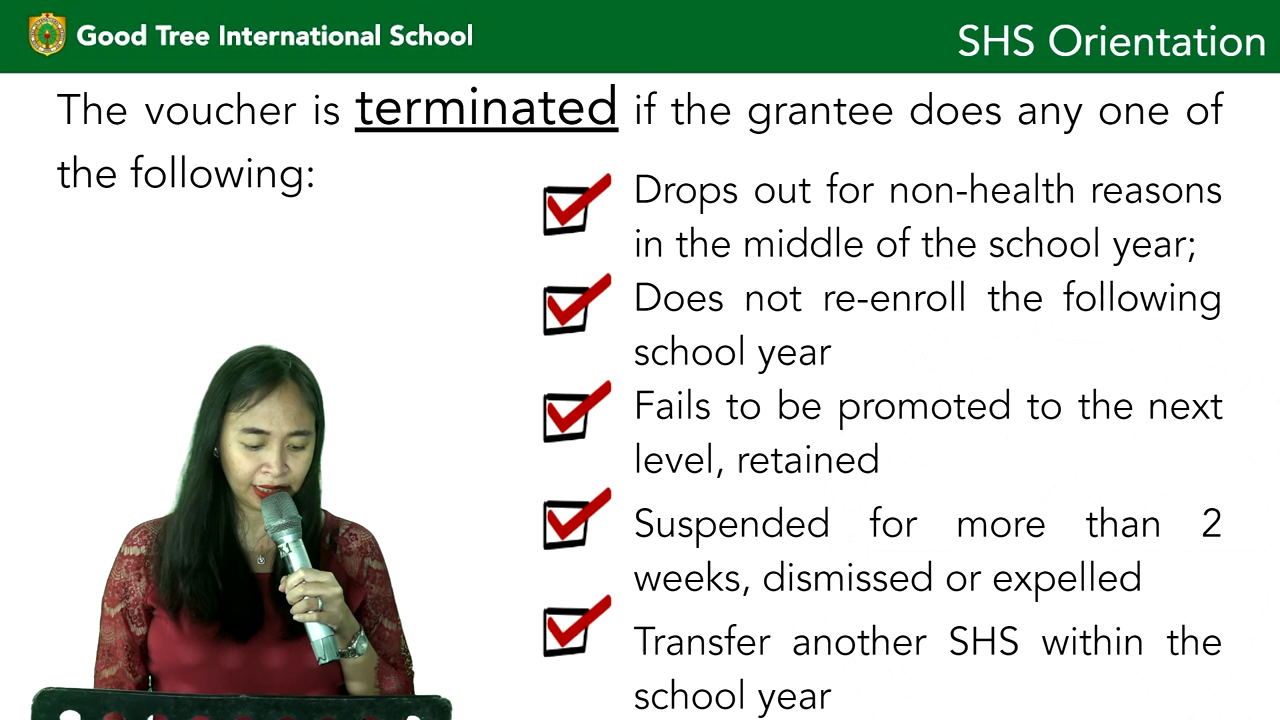 Good Tree International School
SHS Orientation
The voucher is terminated if the grantee does any one of
the following:
Drops out for non-health reasons
in the middle of the school year;
Does not re-enroll the following
school year
Fails to be promoted to the next
level, retained
Suspended for more than 2
weeks, dismissed or expelled
Transfer another SHS within the
school year